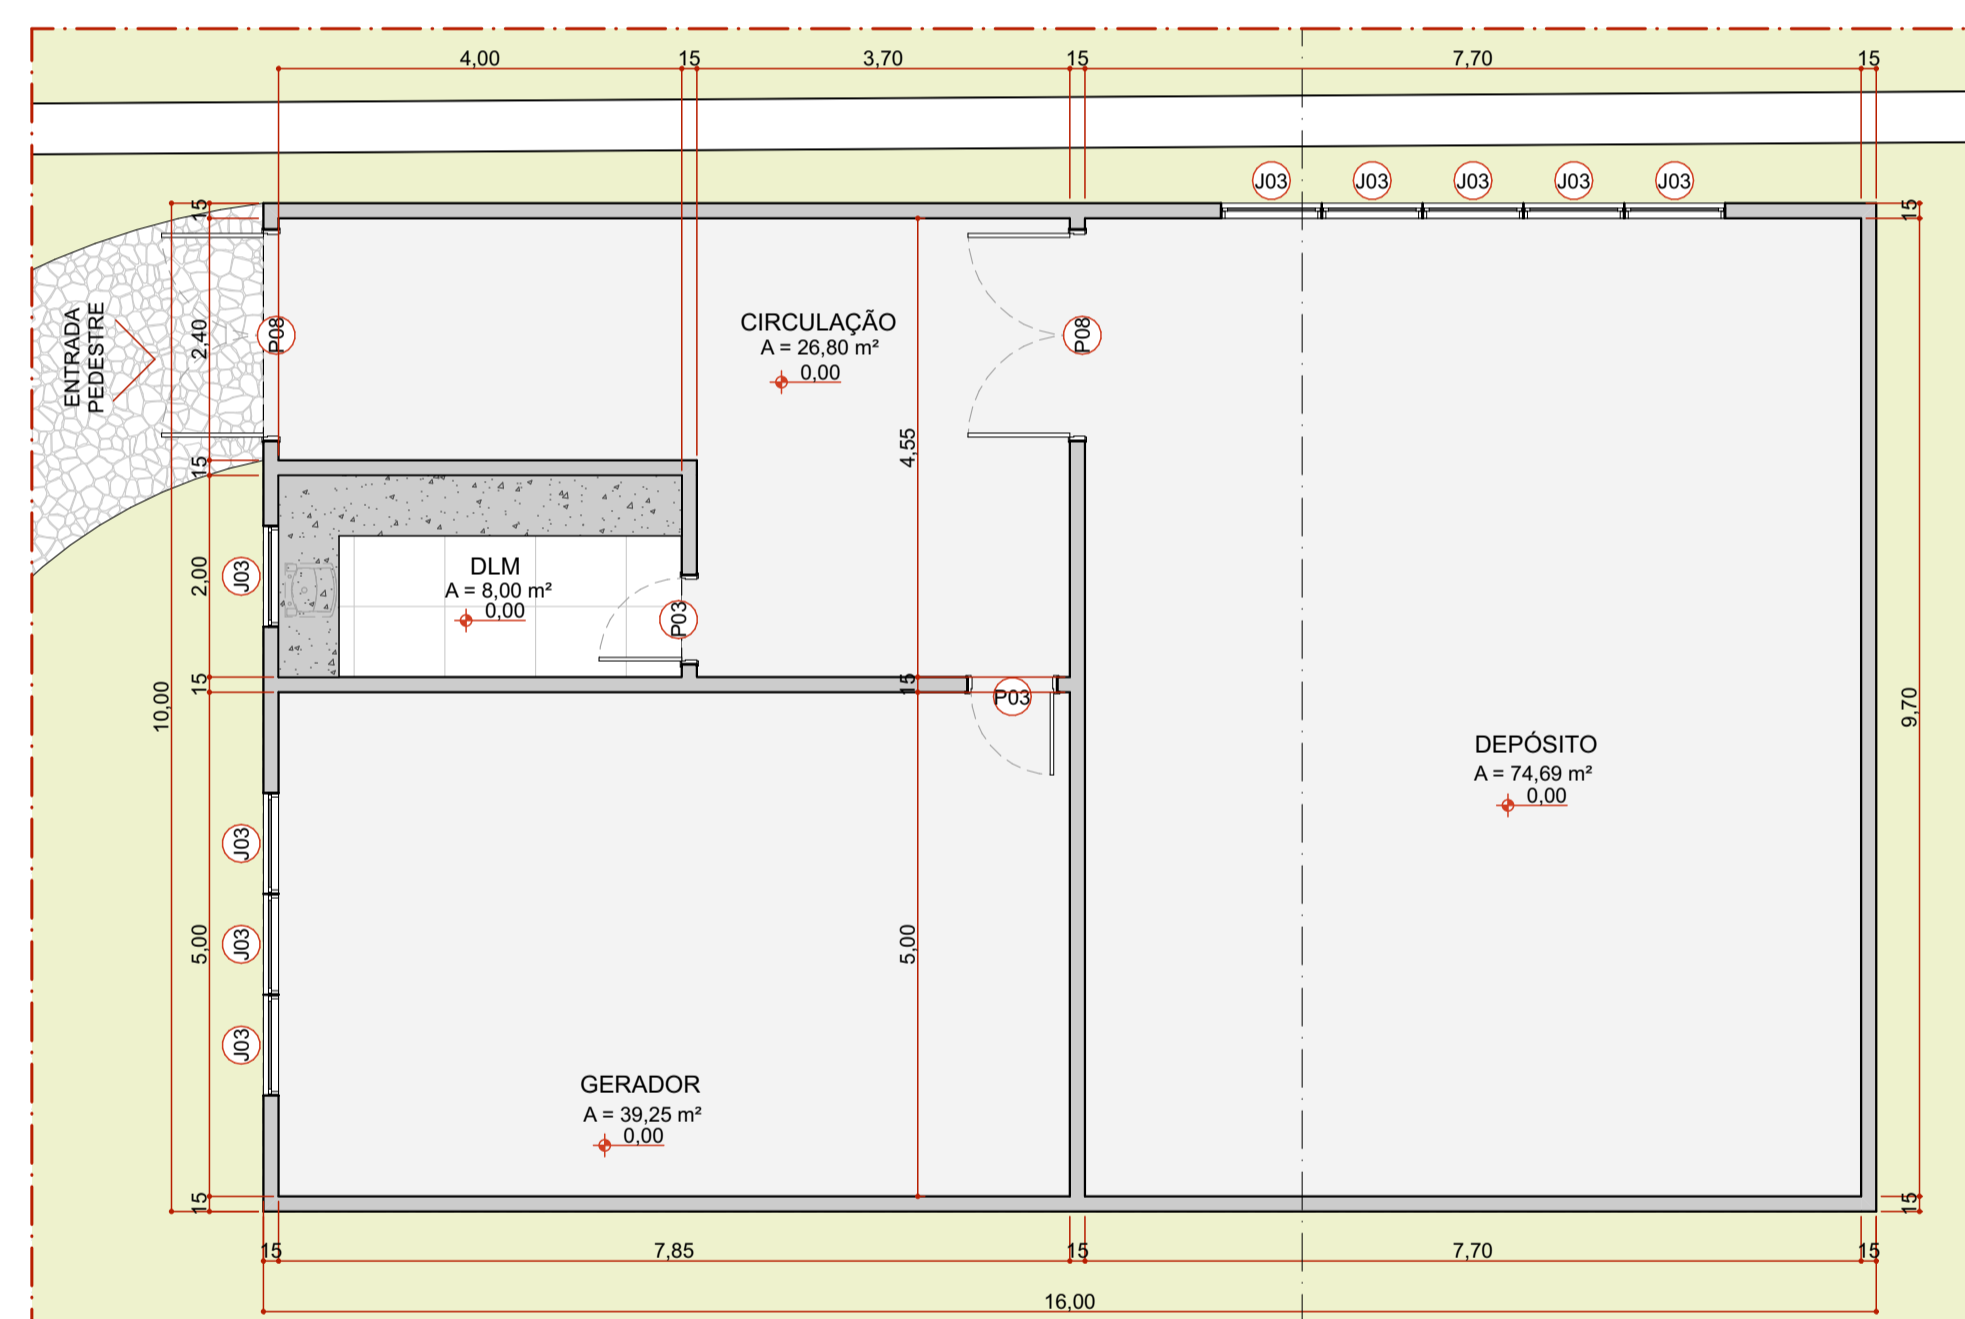 4,00
15
3,70
15
7,70
15
J03
J03
J03
J03
J03
15
15
ENTRADA
PEDESTRE
2,40
P08
CIRCULAÇÃO
A = 26,80 m²
0,00
P08
4,55
15
DLM
A = 8,00 m²
0,00
2,00
J03
P03
15
15
P03
10,00
9,70
DEPÓSITO
A = 74,69 m²
0,00
J03
J03
J03
5,00
5,00
GERADOR
A = 39,25 m²
0,00
15
15
15
7,85
15
7,70
15
16,00